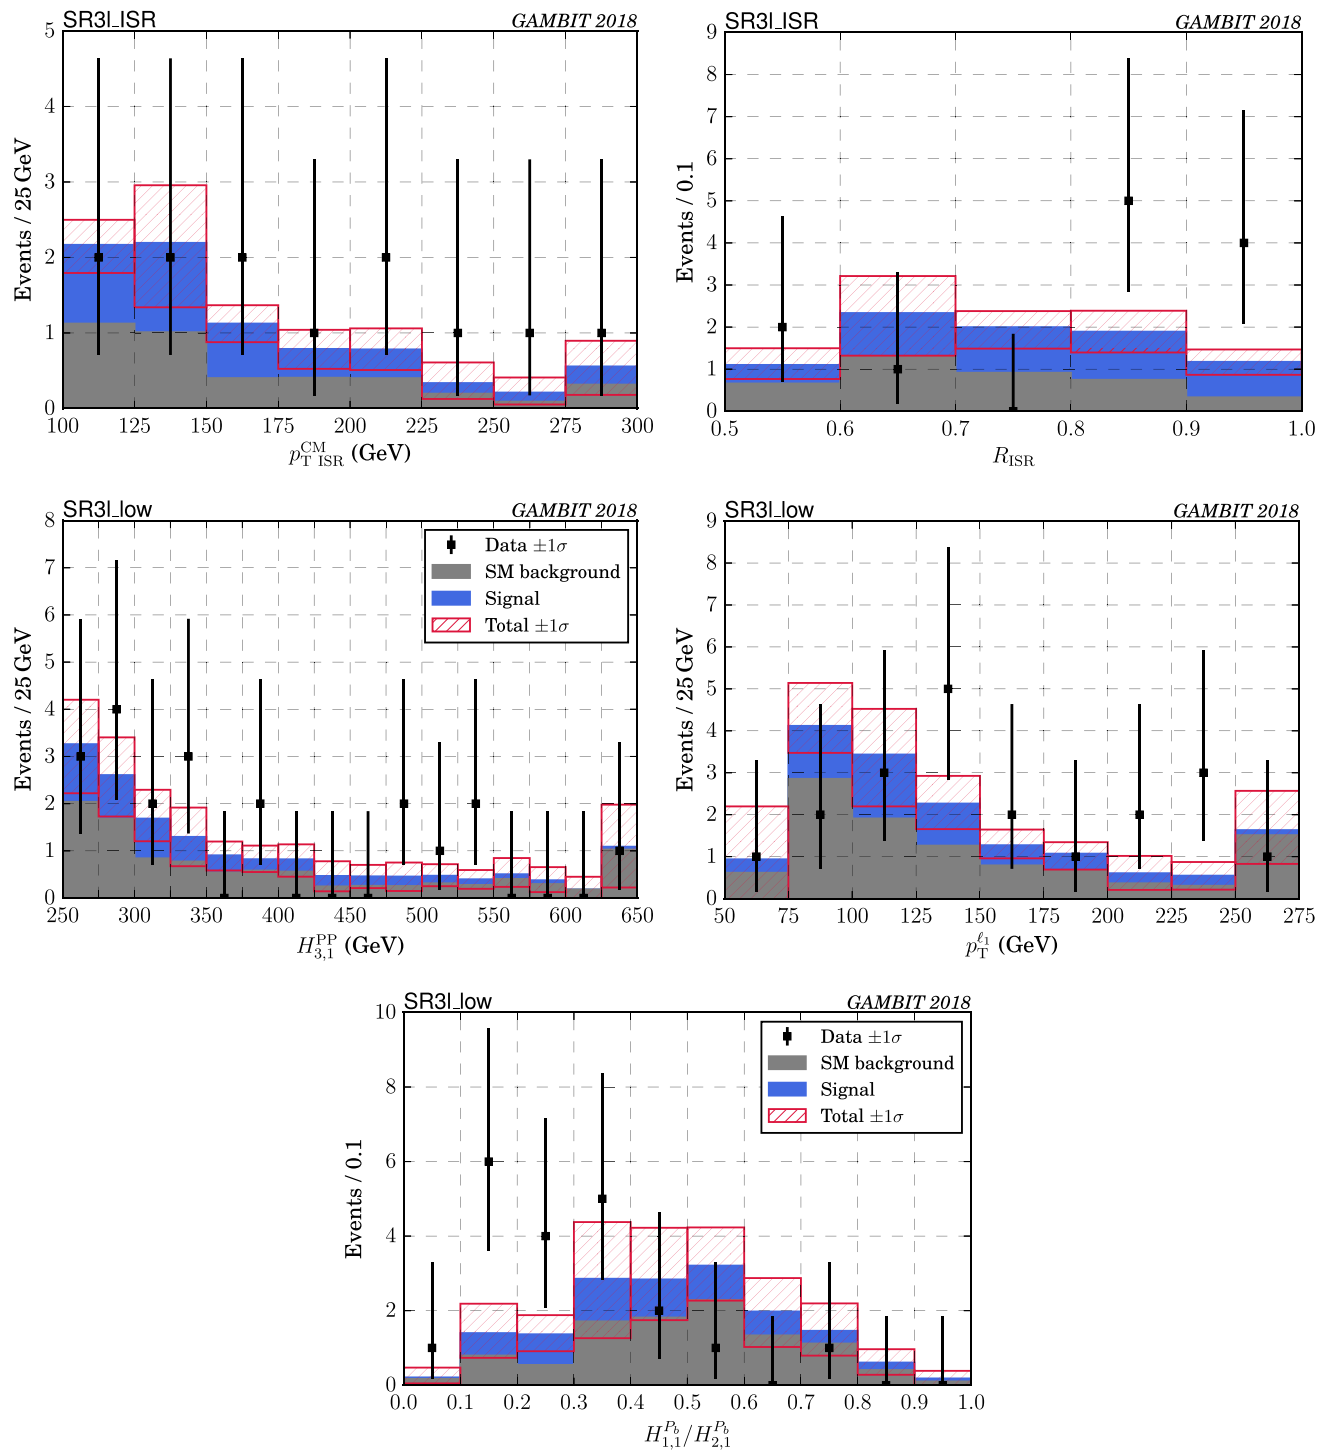 SR3l_ISR GAMBIT 2018
5
4
3
2
1
0
Events / 25 GeV
100 125 150 175 200 225 250 275 300
p_T ISR^CM (GeV)
SR3l_ISR GAMBIT 2018
9
8
7
6
5
4
3
2
1
0
Events / 0.1
0.5 0.6 0.7 0.8 0.9 1.0
R_ISR
SR3l_low GAMBIT 2018
8
7
6
5
4
3
2
1
0
Events / 25 GeV
Data ±1σ
SM background
Signal
Total ±1σ
250 300 350 400 450 500 550 600 650
H_3,1^PP (GeV)
SR3l_low GAMBIT 2018
9
8
7
6
5
4
3
2
1
0
Events / 25 GeV
50 75 100 125 150 175 200 225 250 275
p_T^ℓ1 (GeV)
SR3l_low GAMBIT 2018
10
8
6
4
2
0
Events / 0.1
Data ±1σ
SM background
Signal
Total ±1σ
0.0 0.1 0.2 0.3 0.4 0.5 0.6 0.7 0.8 0.9 1.0
H_1,1^P_b/H_2,1^P_b